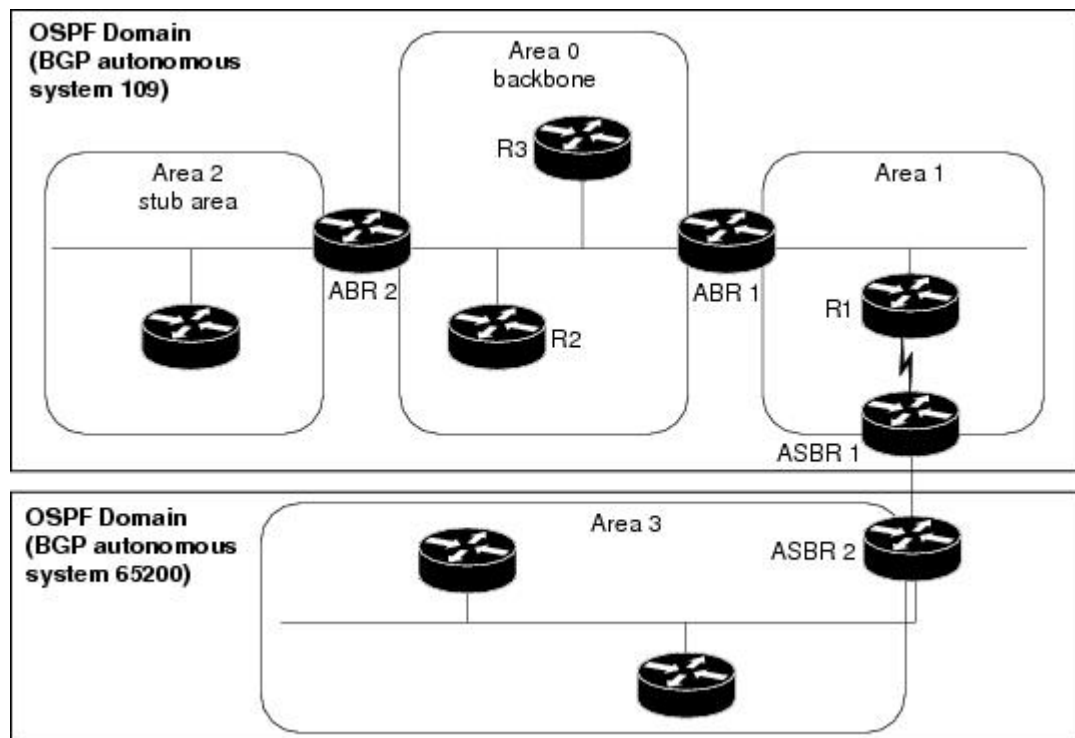 OSPF Domain
(BGP autonomous
system 109)
Area 0
backbone
R3
Area 2
stub area
Area 1
ABR 2
ABR 1
R2
R1
ASBR 1
OSPF Domain
(BGP autonomous
system 65200)
Area 3
ASBR 2